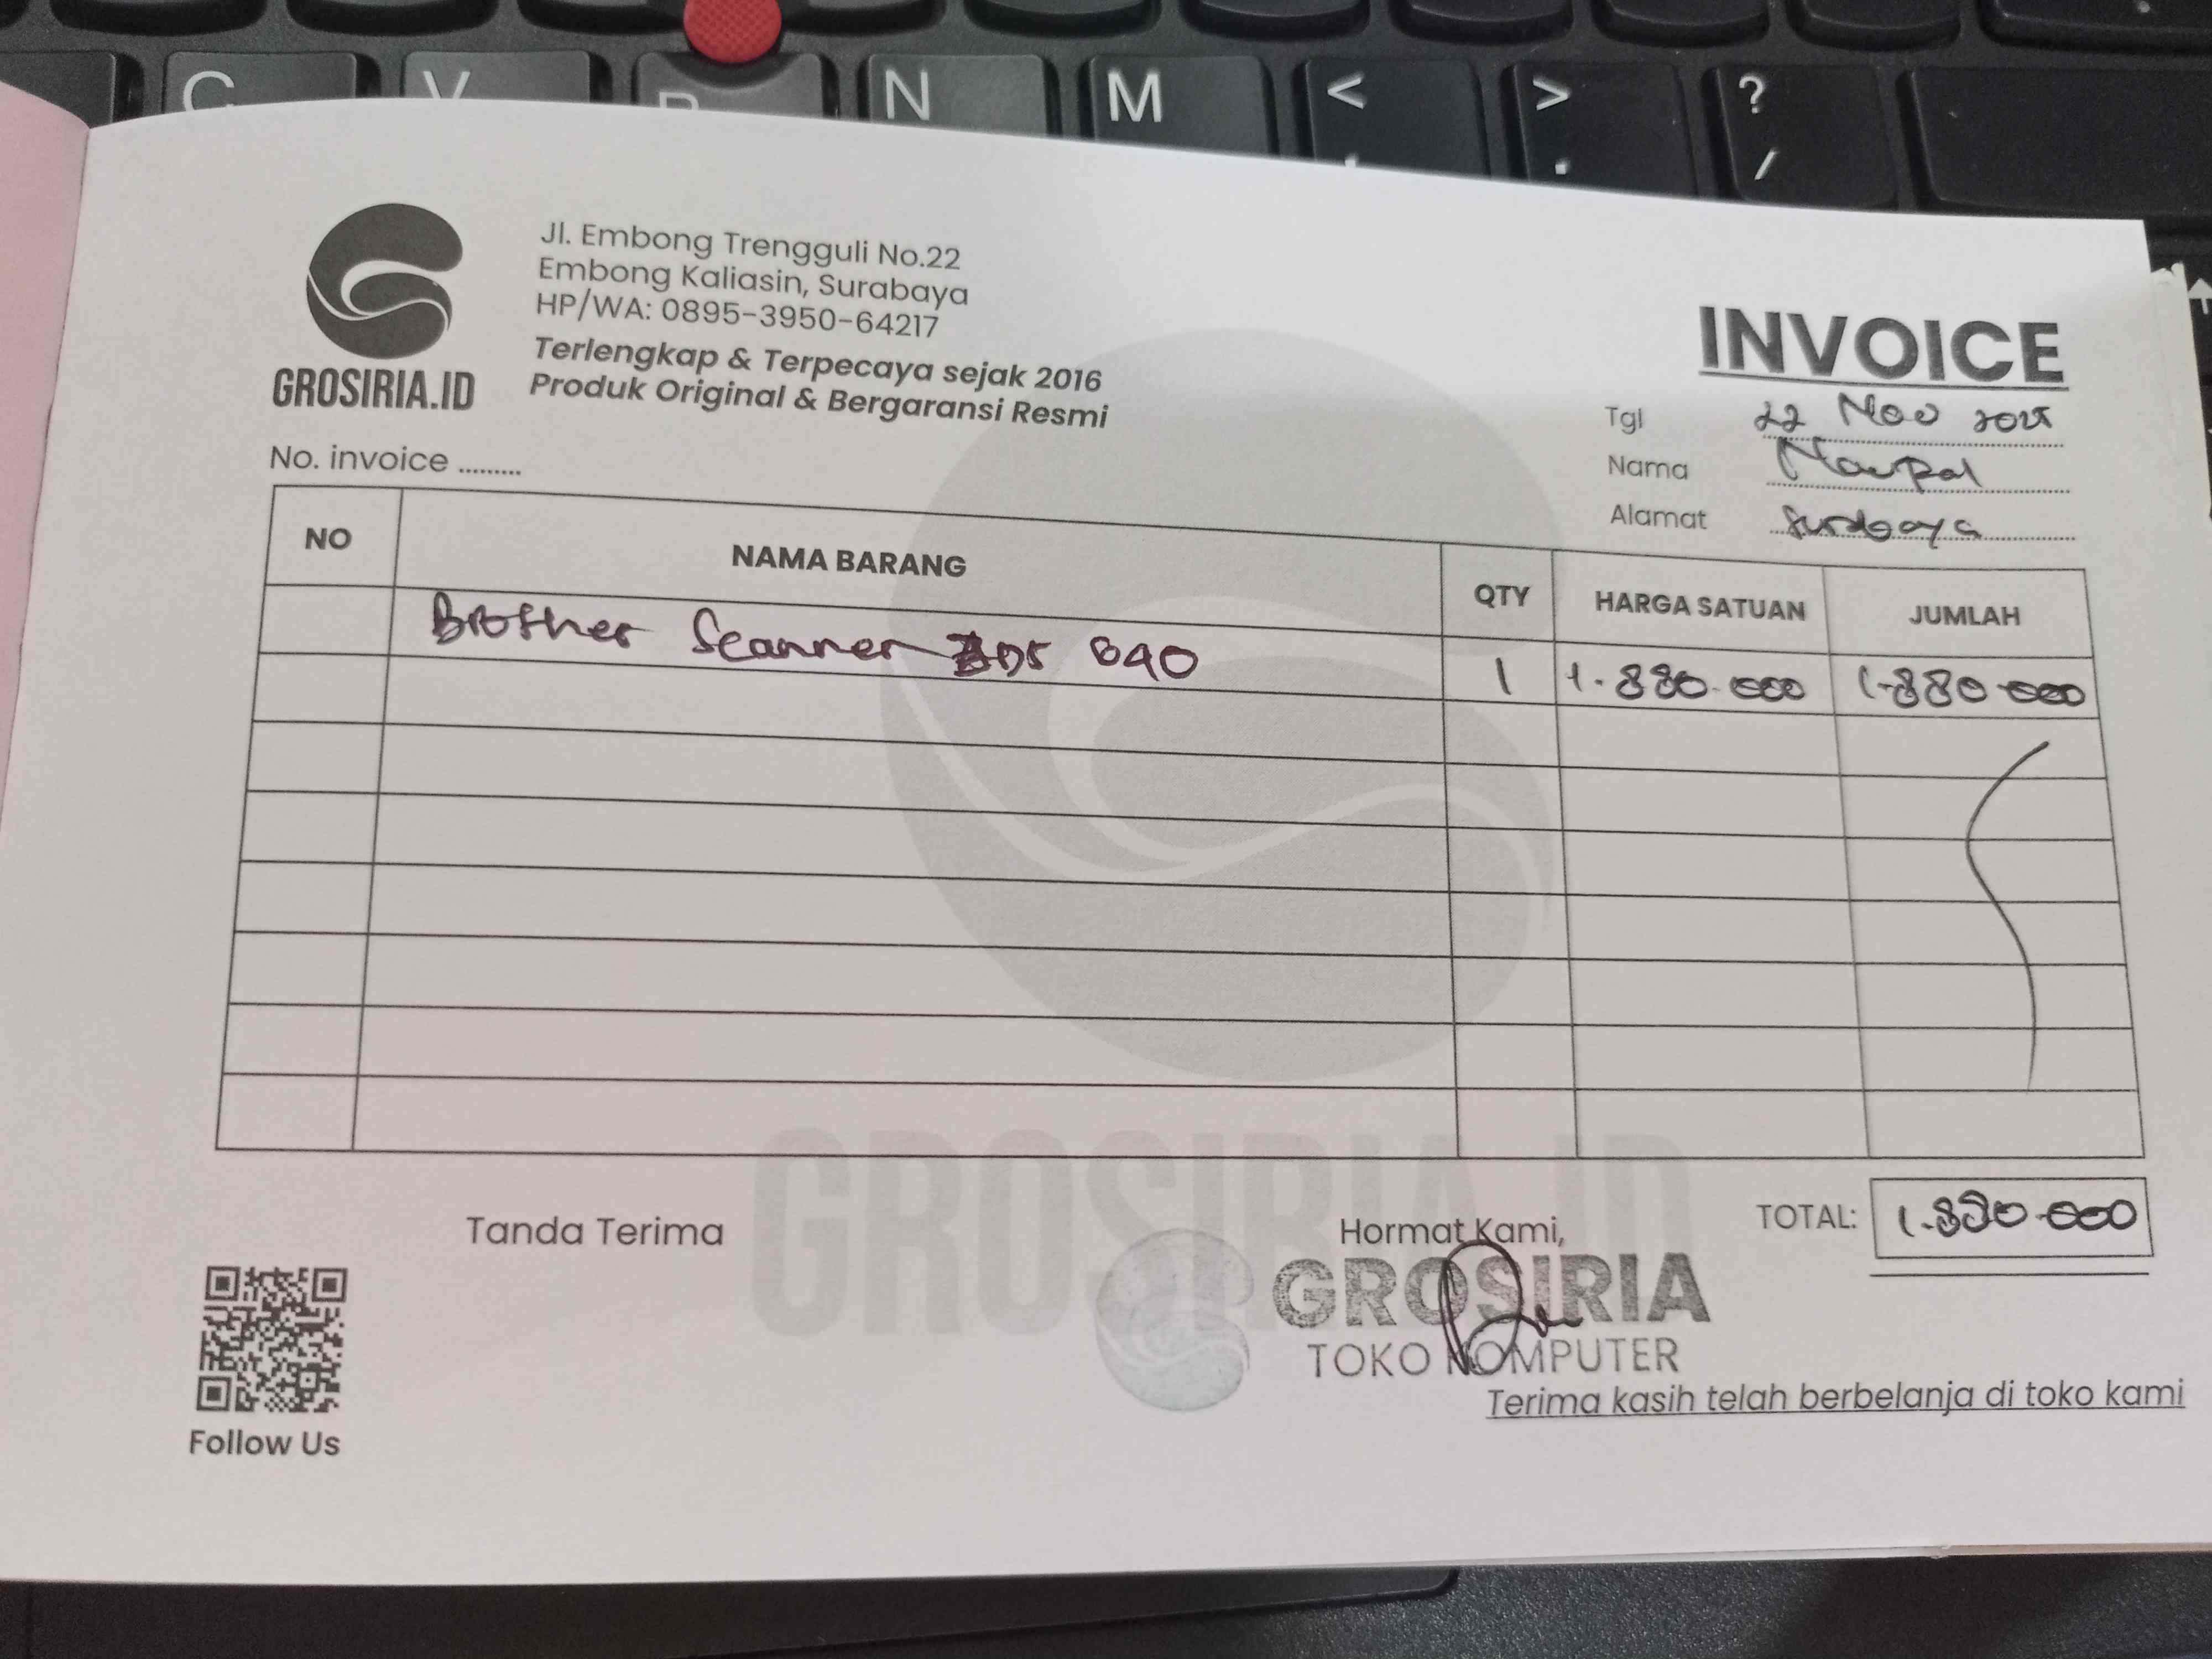 C V B N M < > ? /
GROSIRIA.ID
Jl. Embong Trengguli No.22
Embong Kaliasin, Surabaya
HP/WA: 0895-3950-64217
Terlengkap & Terpecaya sejak 2016
Produk Original & Bergaransi Resmi
INVOICE
Tgl 22 Nov 2025
Nama
Alamat Surabaya
No. invoice .........
NO NAMA BARANG QTY HARGA SATUAN JUMLAH
Brother Scanner 1 1.880.000 1.880.000
TOTAL: 1.880.000
Tanda Terima
Hormat Kami,
GROSIRIA
TOKO KOMPUTER
Terima kasih telah berbelanja di toko kami
Follow Us
GROSIRIA.ID